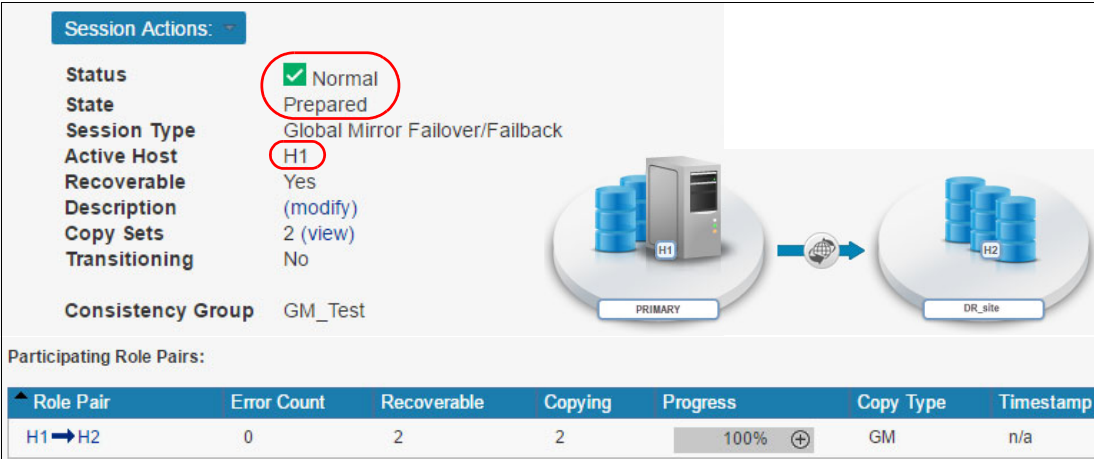 Session Actions:
Status Normal
State Prepared
Session Type Global Mirror Failover/Failback
Active Host H1
Recoverable Yes
Description (modify)
Copy Sets 2 (view)
Transitioning No
Consistency Group GM_Test
H1
PRIMARY
H2
DR_site
Participating Role Pairs:
Role Pair Error Count Recoverable Copying Progress Copy Type Timestamp
H1 H2 0 2 2 100% GM n/a